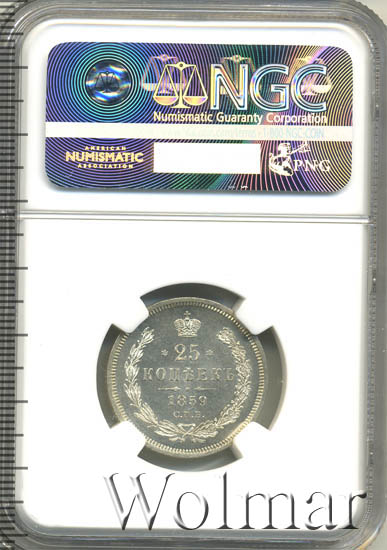 NGC
Numismatic Guaranty Corporation
AMERICAN
NUMISMATIC
ASSOCIATION
PNG
25
КОПѢЕКЪ
1859
С.П.Б.
Wolmar